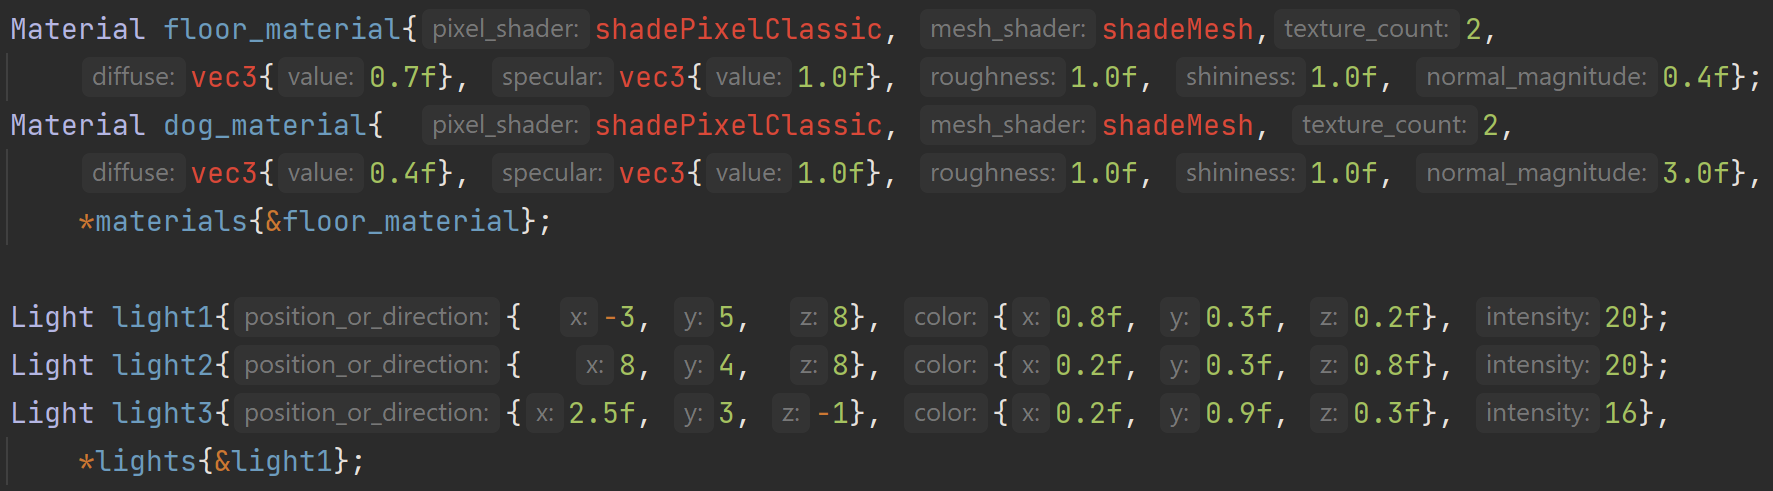 Material floor_material{ pixel_shader: shadePixelClassic, mesh_shader: shadeMesh, texture_count: 2,
diffuse: vec3{ value: 0.7f}, specular: vec3{ value: 1.0f}, roughness: 1.0f, shininess: 1.0f, normal_magnitude: 0.4f};
Material dog_material{ pixel_shader: shadePixelClassic, mesh_shader: shadeMesh, texture_count: 2,
diffuse: vec3{ value: 0.4f}, specular: vec3{ value: 1.0f}, roughness: 1.0f, shininess: 1.0f, normal_magnitude: 3.0f},
*materials{&floor_material};
Light light1{ position_or_direction: { x: -3, y: 5, z: 8}, color: { x: 0.8f, y: 0.3f, z: 0.2f}, intensity: 20};
Light light2{ position_or_direction: { x: 8, y: 4, z: 8}, color: { x: 0.2f, y: 0.3f, z: 0.8f}, intensity: 20};
Light light3{ position_or_direction: { x: 2.5f, y: 3, z: -1}, color: { x: 0.2f, y: 0.9f, z: 0.3f}, intensity: 16},
*lights{&light1};